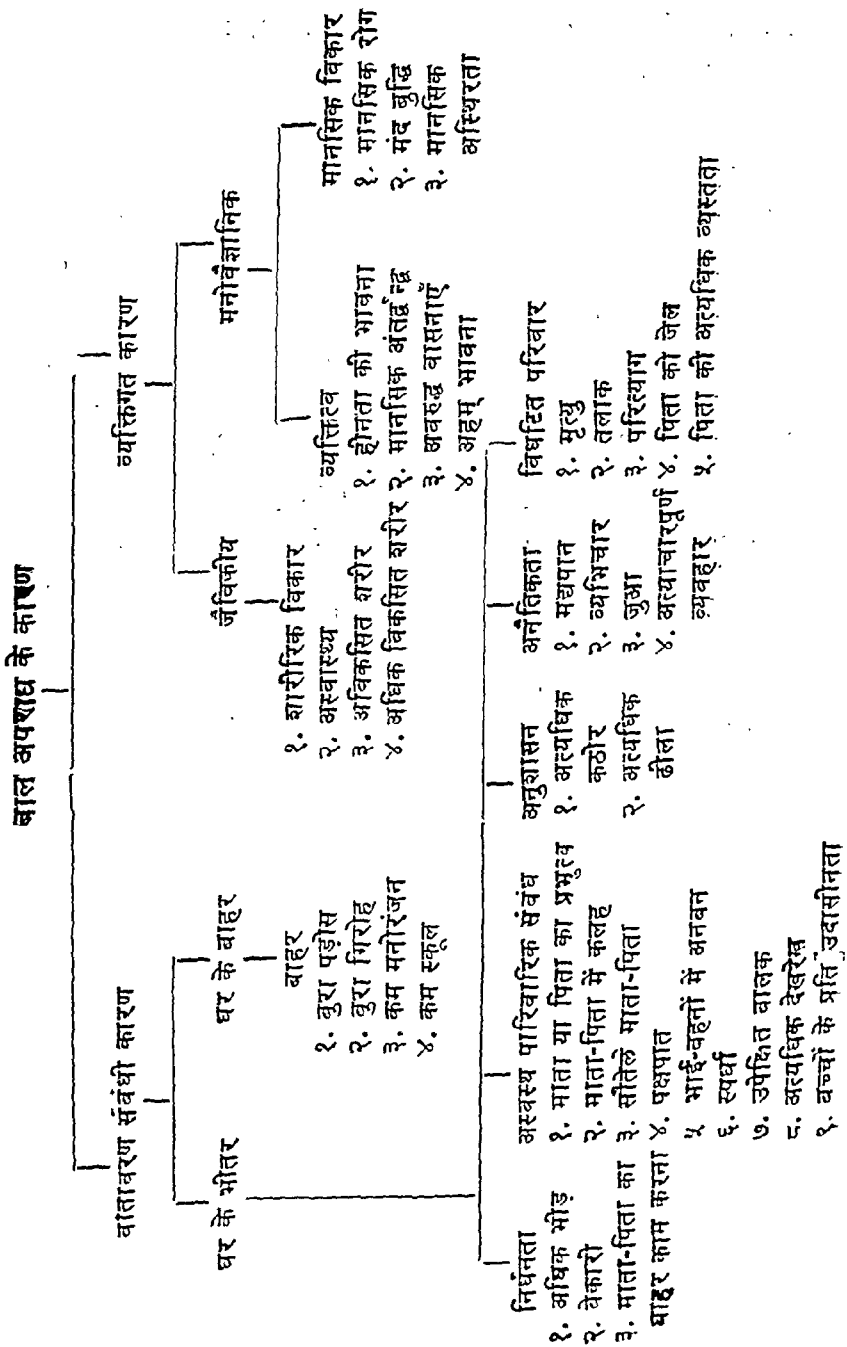 बाल अपराध के कारण
वातावरण संबंधी कारण
व्यक्तिगत कारण
घर के भीतर
घर के बाहर
जैविकीय
मनोवैज्ञानिक
बाहर
१. बुरा पड़ोस
२. बुरा गिरोह
३. कम मनोरंजन
४. कम स्कूल
१. शारीरिक विकार
२. अस्वास्थ्य
३. अविकसित शरीर
४. अधिक विकसित शरीर
व्यक्तित्व
१. हीनता की भावना
२. मानसिक अंतर्द्वन्द्व
३. अवरुद्ध वासनाएँ
४. अहम् भावना
मानसिक विकार
१. मानसिक रोग
२. मंद बुद्धि
३. मानसिक
अस्थिरता
निर्धनता
१. अधिक भीड़
२. बेकारी
३. माता-पिता का
बाहर काम करना
अस्वस्थ पारिवारिक संबंध
१. माता या पिता का प्रभुत्व
२. माता-पिता में कलह
३. सौतेले माता-पिता
४. पक्षपात
५ भाई-बहनों में अनबन
६. स्पर्धा
७. उपेक्षित बालक
८. अत्यधिक देखरेख
९. बच्चों के प्रति उदासीनता
अनुशासन
१. अत्यधिक
कठोर
२. अत्यधिक
ढीला
अनैतिकता
१. मद्यपान
२. व्यभिचार
३. जुआ
४. अत्याचारपूर्ण
व्यवहार
विघटित परिवार
१. मृत्यु
२. तलाक
३. परित्याग
४. पिता को जेल
५. पिता की अत्यधिक व्यस्तता